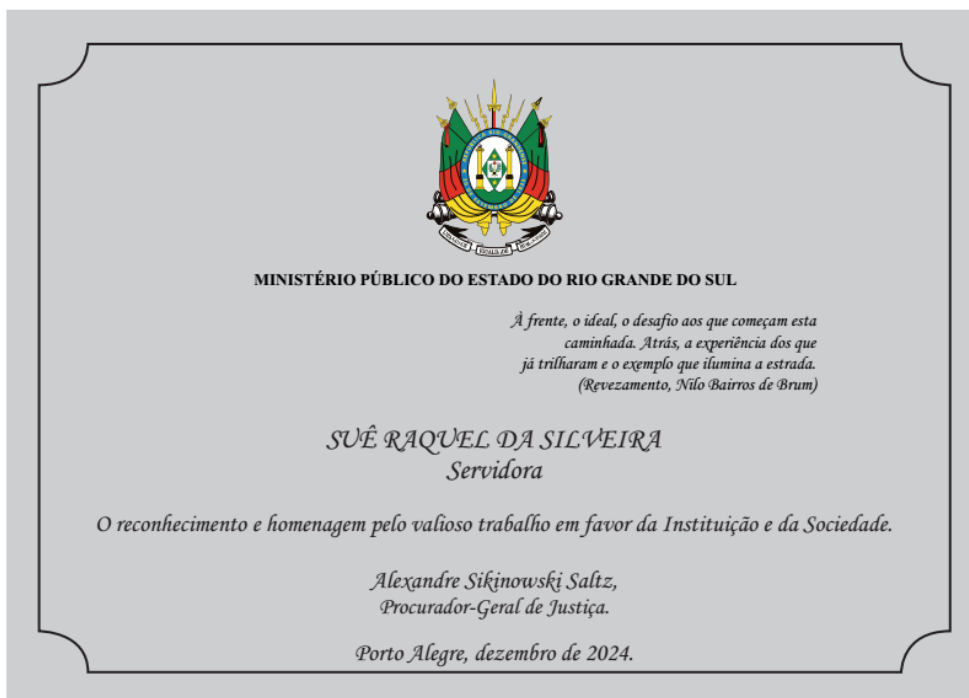 MINISTÉRIO PÚBLICO DO ESTADO DO RIO GRANDE DO SUL
À frente, o ideal, o desafio aos que começam esta
caminhada. Atrás, a experiência dos que
já trilharam e o exemplo que ilumina a estrada.
(Revezamento, Nilo Bairros de Brum)
SUÊ RAQUEL DA SILVEIRA
Servidora
O reconhecimento e homenagem pelo valioso trabalho em favor da Instituição e da Sociedade.
Alexandre Sikinowski Saltz,
Procurador-Geral de Justiça.
Porto Alegre, dezembro de 2024.